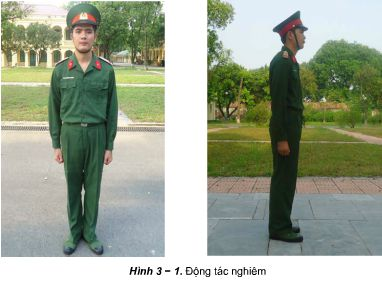 Hình 3 − 1. Động tác nghiêm